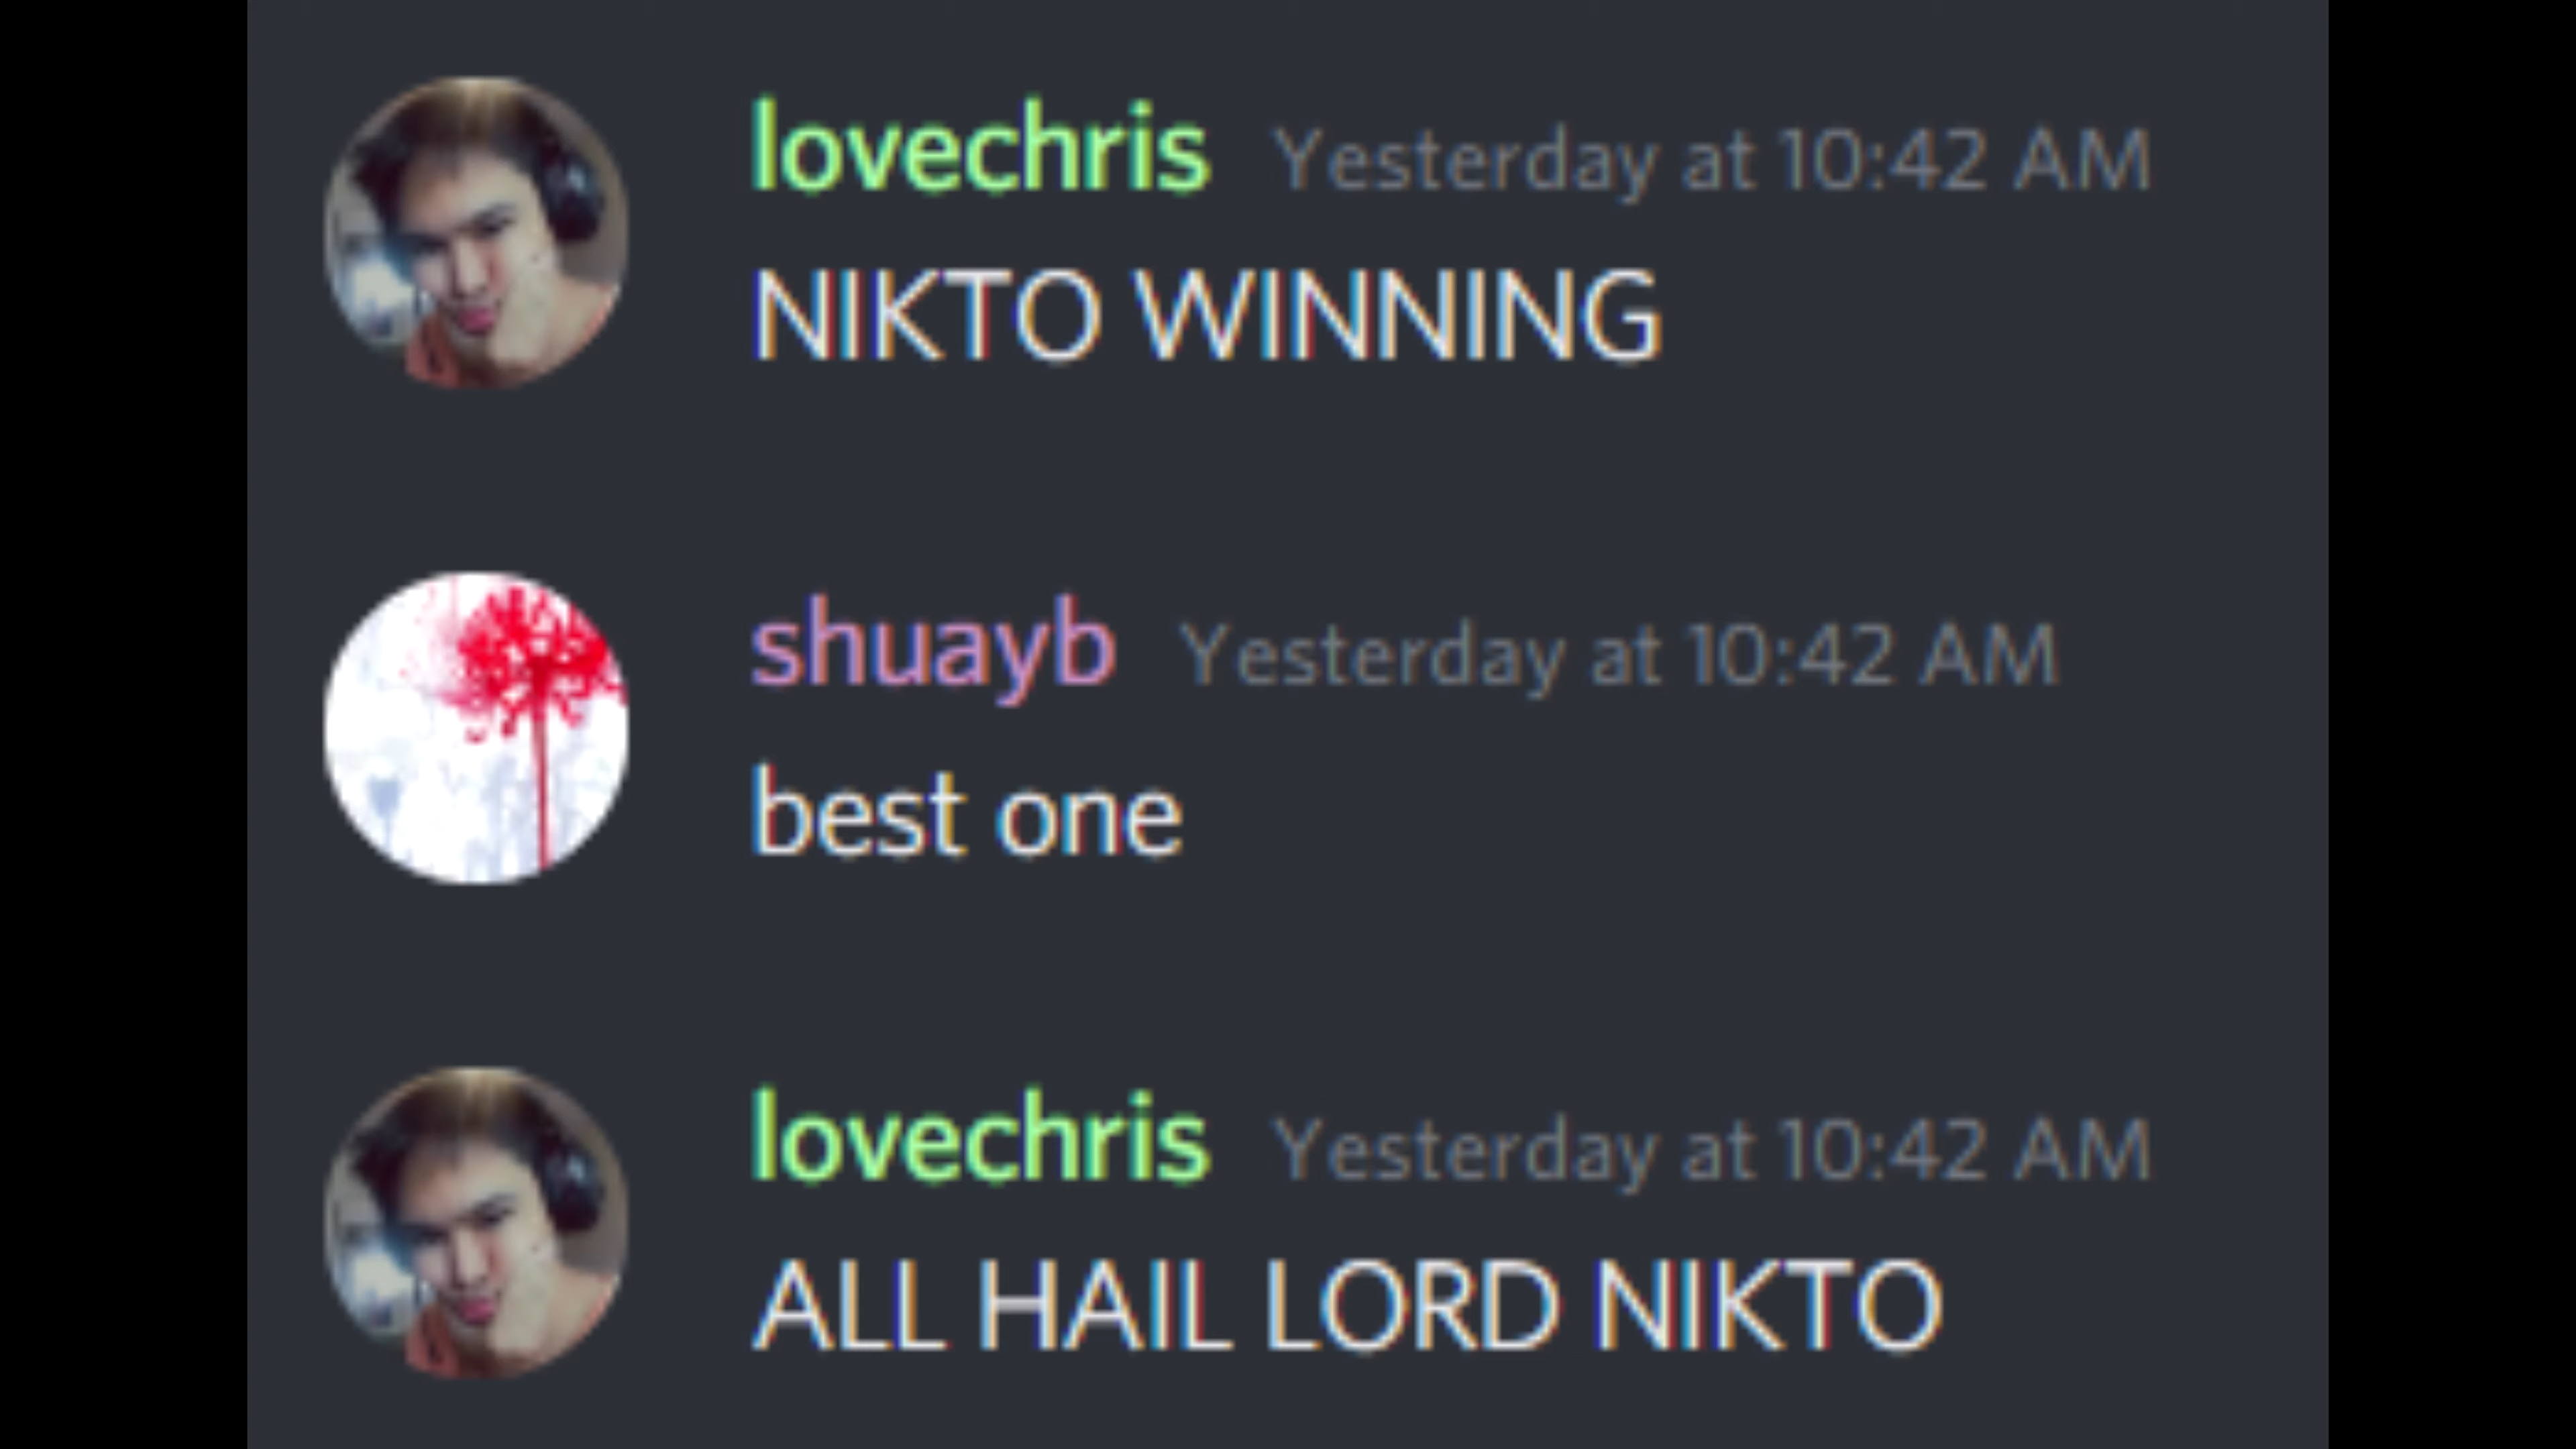 lovechris Yesterday at 10:42 AM
NIKTO WINNING
shuayb Yesterday at 10:42 AM
best one
lovechris Yesterday at 10:42 AM
ALL HAIL LORD NIKTO